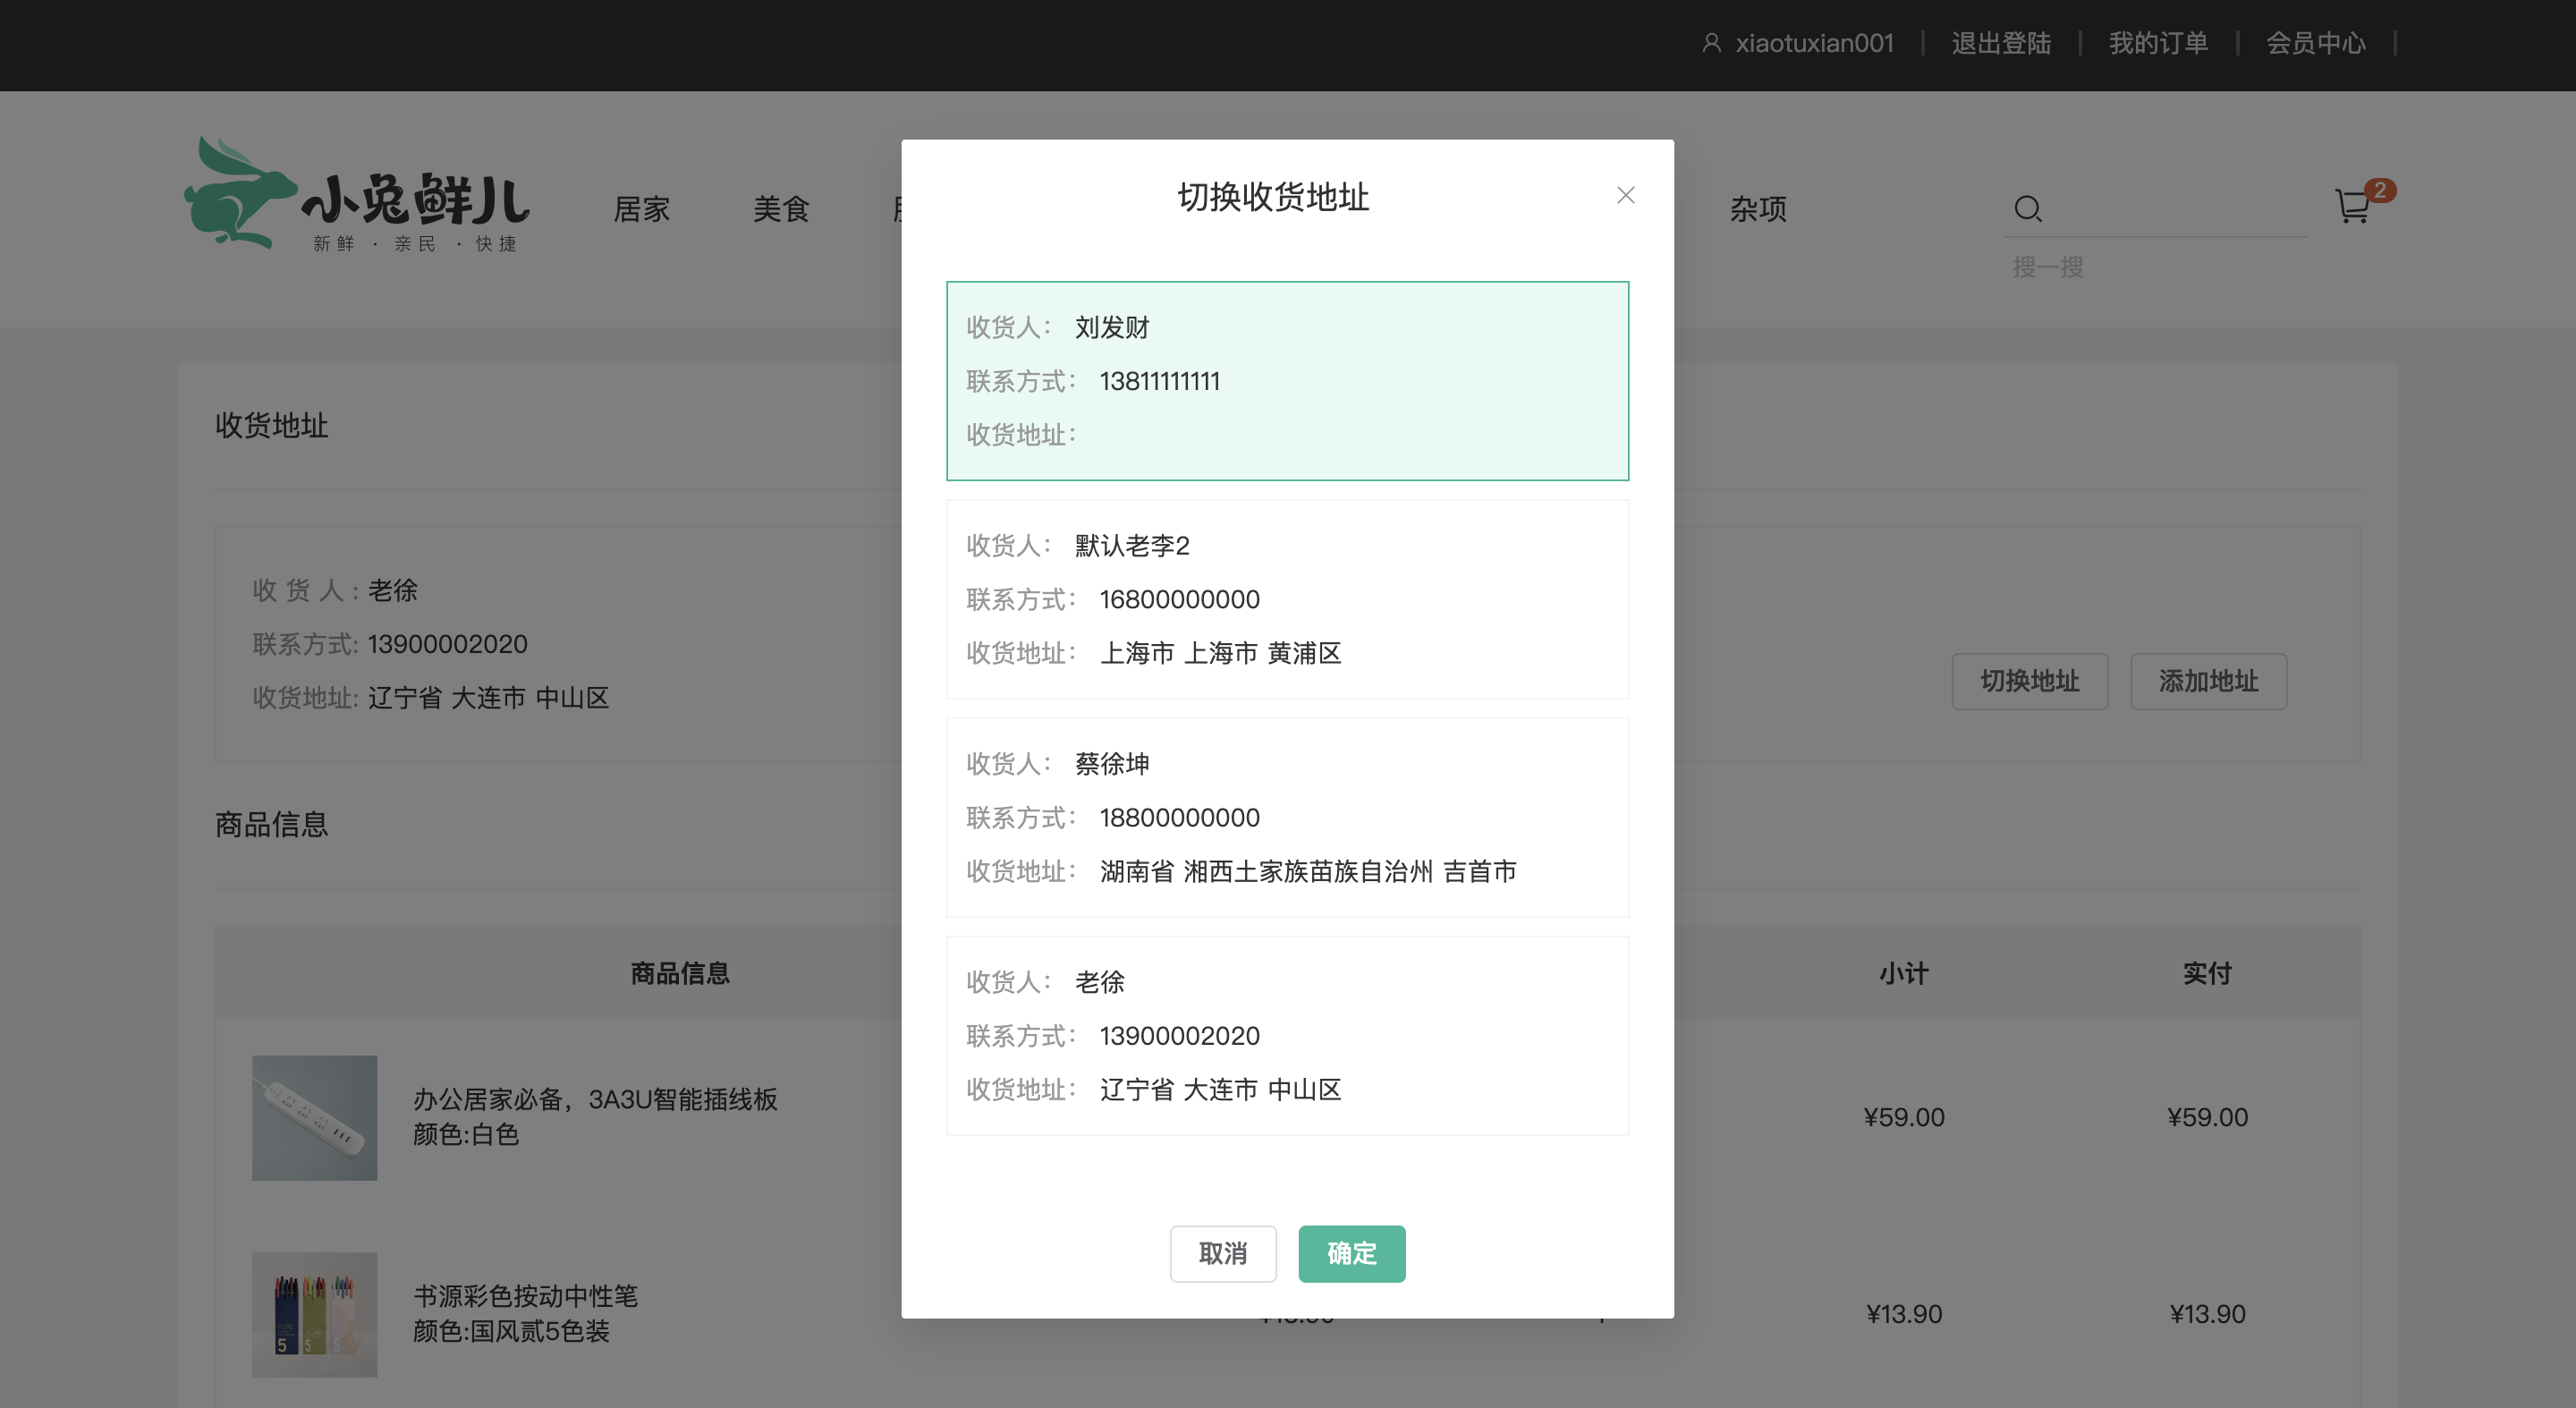 xiaotuxian001
退出登陆
我的订单
会员中心
小兔鲜儿
新鲜 · 亲民 · 快捷
居家
美食
杂项
搜一搜
2
收货地址
收 货 人 : 老徐
联系方式: 13900002020
收货地址: 辽宁省 大连市 中山区
切换地址
添加地址
商品信息
商品信息
小计
实付
办公居家必备，3A3U智能插线板
颜色:白色
¥59.00
¥59.00
书源彩色按动中性笔
颜色:国风贰5色装
¥13.90
¥13.90
切换收货地址
收货人： 刘发财
联系方式： 13811111111
收货地址：
收货人： 默认老李2
联系方式： 16800000000
收货地址： 上海市 上海市 黄浦区
收货人： 蔡徐坤
联系方式： 18800000000
收货地址： 湖南省 湘西土家族苗族自治州 吉首市
收货人： 老徐
联系方式： 13900002020
收货地址： 辽宁省 大连市 中山区
取消
确定